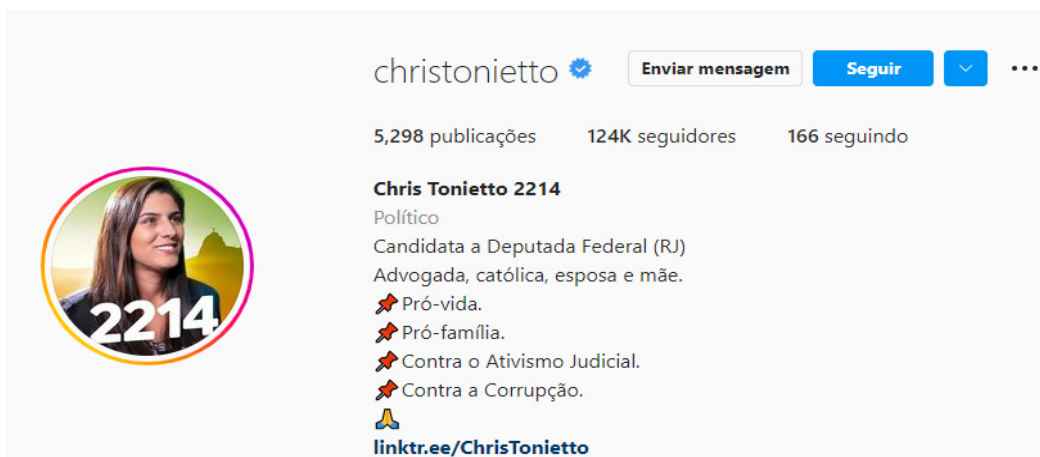 christonietto
Enviar mensagem
Seguir
5,298 publicações 124K seguidores 166 seguindo
Chris Tonietto 2214
Político
Candidata a Deputada Federal (RJ)
Advogada, católica, esposa e mãe.
📌Pró-vida.
📌Pró-família.
📌Contra o Ativismo Judicial.
📌Contra a Corrupção.
🙏
linktr.ee/ChrisTonietto
2214